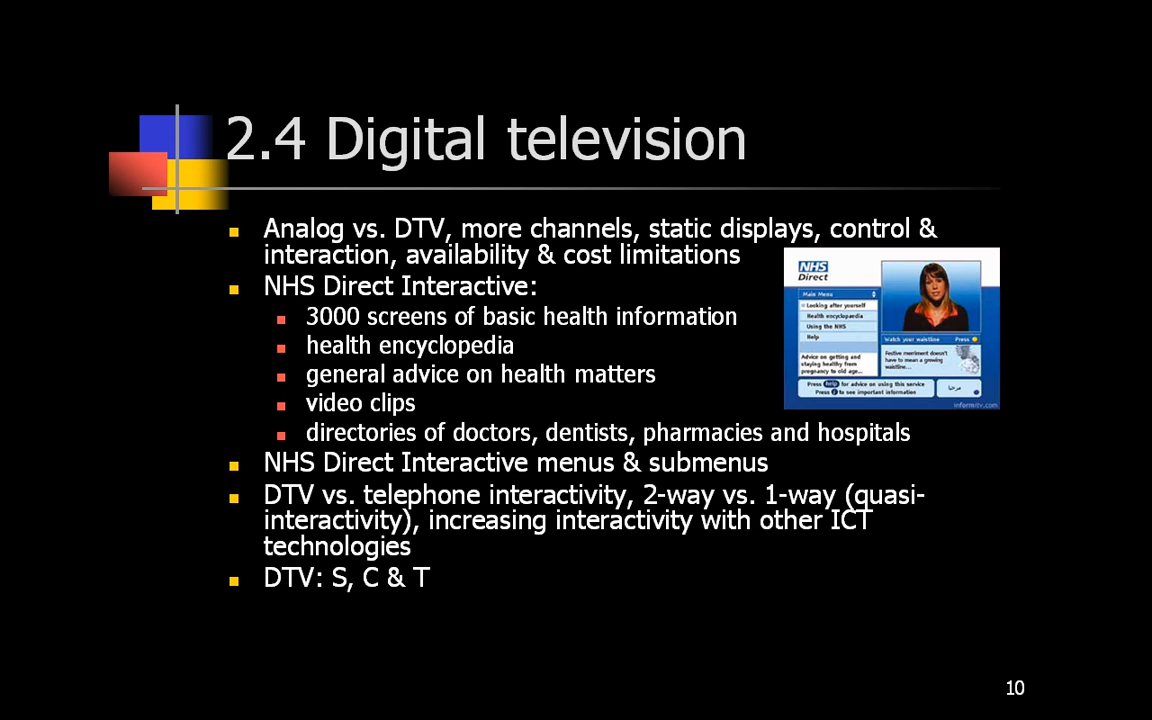 2.4 Digital television
Analog vs. DTV, more channels, static displays, control &
interaction, availability & cost limitations
NHS Direct Interactive:
3000 screens of basic health information
health encyclopedia
general advice on health matters
video clips
directories of doctors, dentists, pharmacies and hospitals
NHS Direct Interactive menus & submenus
DTV vs. telephone interactivity, 2-way vs. 1-way (quasi-
interactivity), increasing interactivity with other ICT
technologies
DTV: S, C & T
NHS
Direct
Main Menu
Looking after yourself
Health encyclopaedia
Using the NHS
Help
Advice on getting and
staying healthy from
pregnancy to old age...
Watch your waistline Press
Festive merriment doesn't
have to mean a growing
waistline...
Press help for advice on using this service
Press i to see important information
مرحبا
informitv.com
10